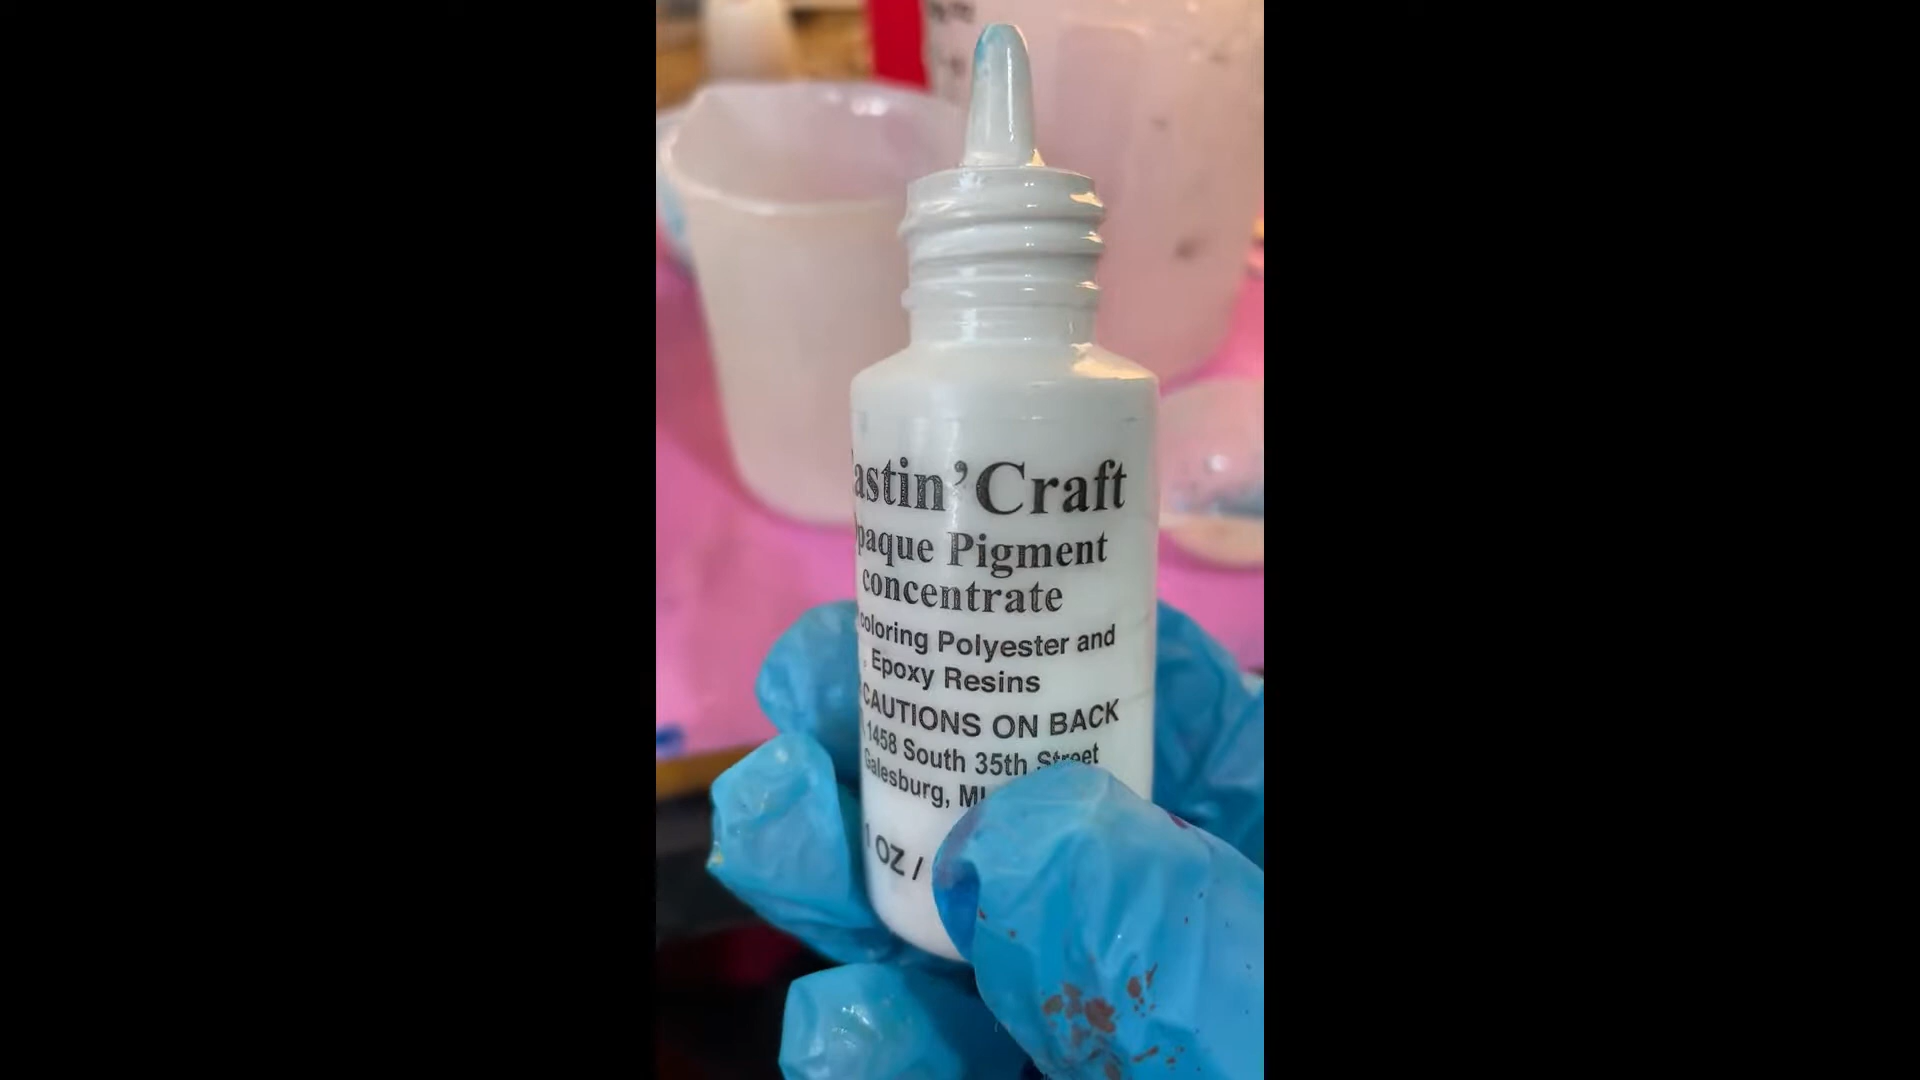 astin'Craft
paque Pigment
concentrate
coloring Polyester and
Epoxy Resins
CAUTIONS ON BACK
1458 South 35th Street
Galesburg, MI
1 OZ /